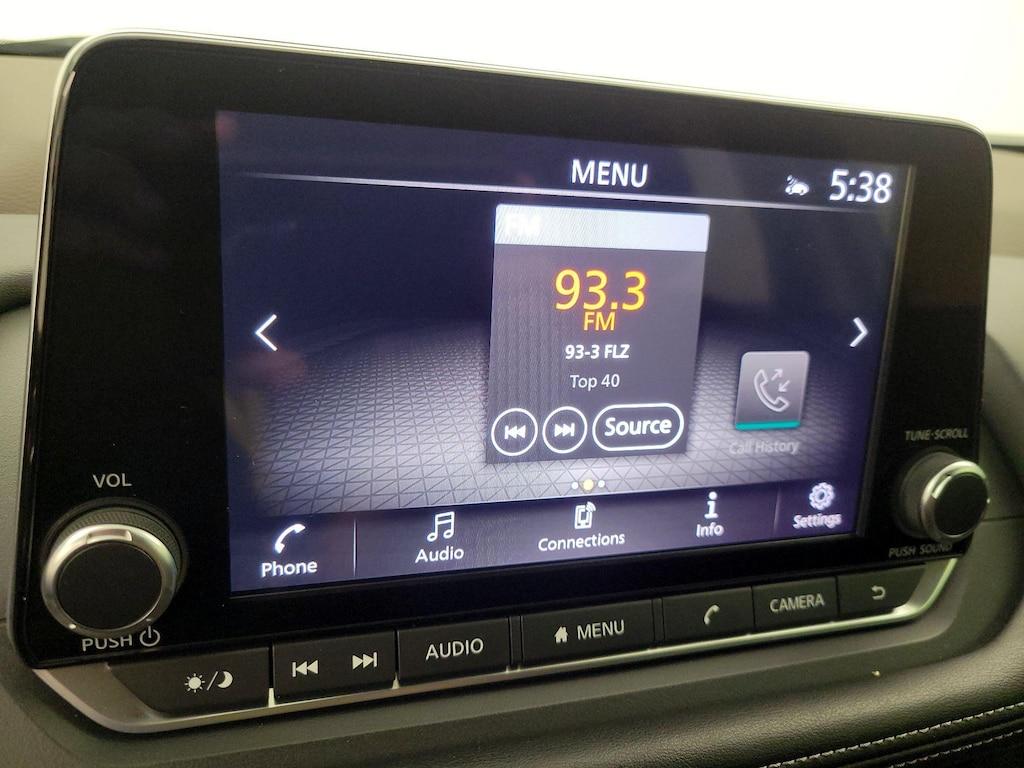 MENU
5:38
FM
93.3
FM
93-3 FLZ
Top 40
Source
Call History
TUNE·SCROLL
VOL
Phone
Audio
Connections
Info
Settings
PUSH SOUND
PUSH
AUDIO
MENU
CAMERA